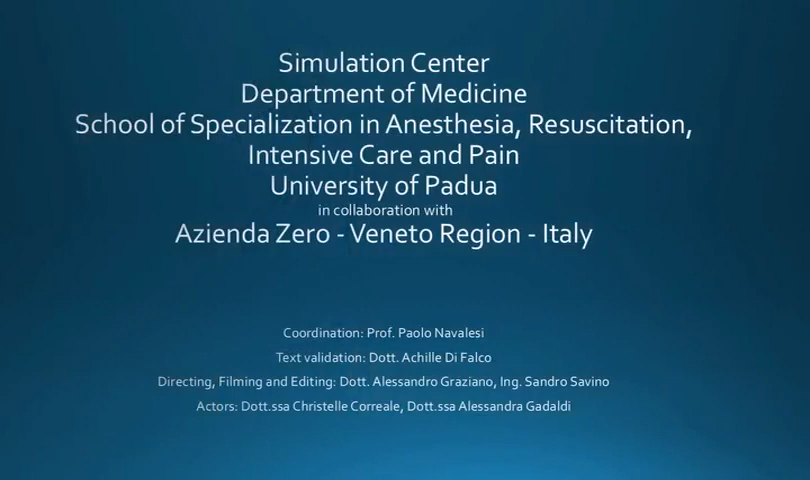 Simulation Center
Department of Medicine
School of Specialization in Anesthesia, Resuscitation,
Intensive Care and Pain
University of Padua
in collaboration with
Azienda Zero - Veneto Region - Italy
Coordination: Prof. Paolo Navalesi
Text validation: Dott. Achille Di Falco
Directing, Filming and Editing: Dott. Alessandro Graziano, Ing. Sandro Savino
Actors: Dott.ssa Christelle Correale, Dott.ssa Alessandra Gadaldi